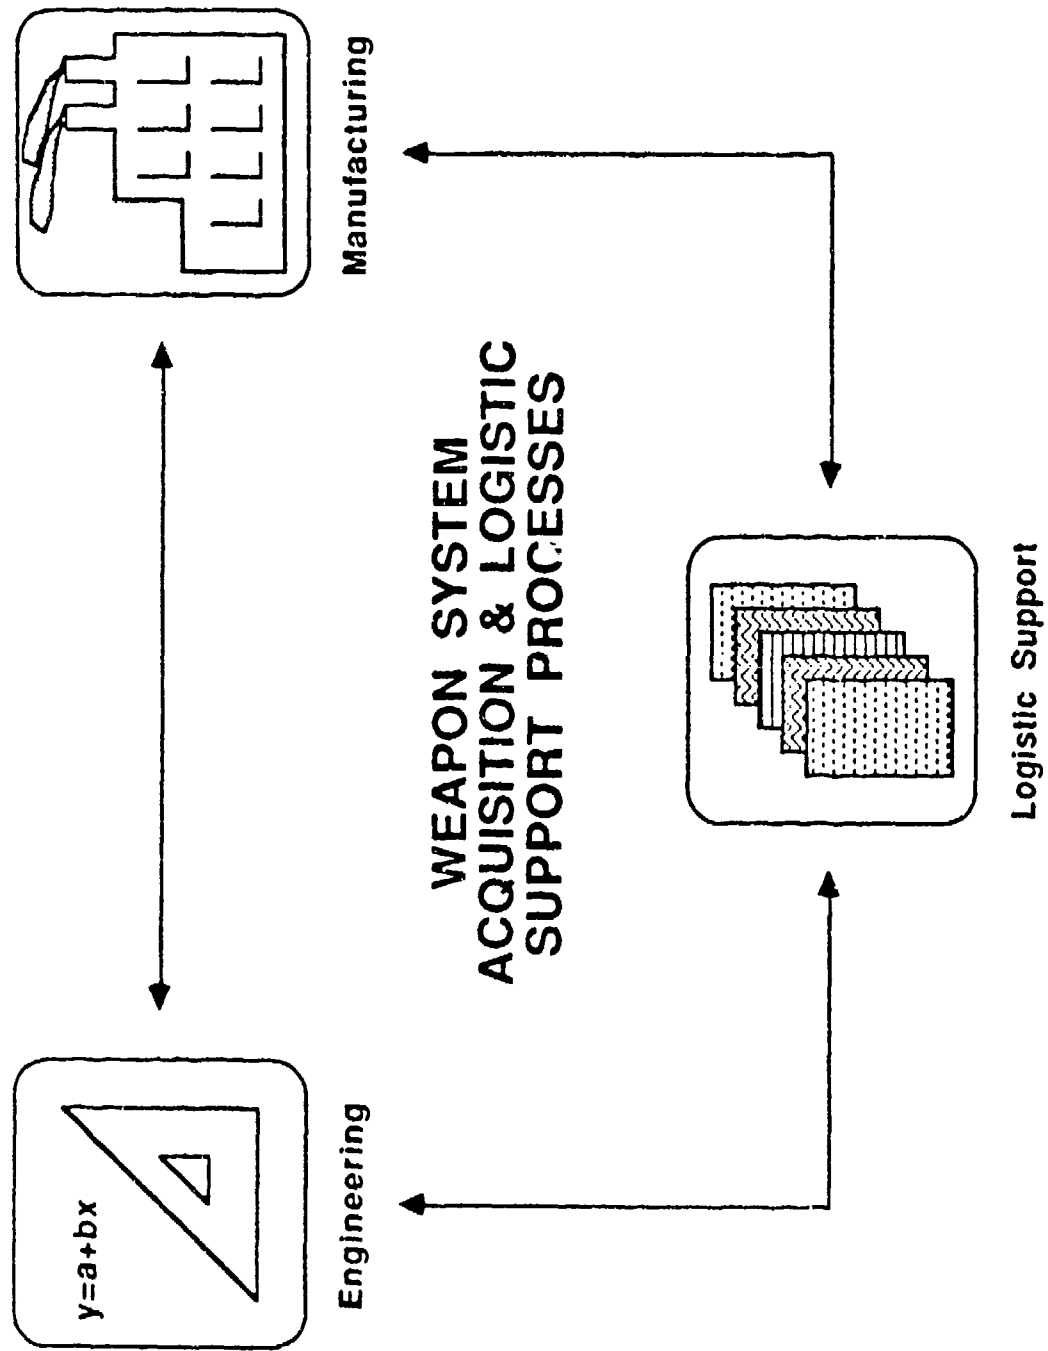 y=a+bx
Engineering
Manufacturing
WEAPON SYSTEM
ACQUISITION & LOGISTIC
SUPPORT PROCESSES
Logistic Support